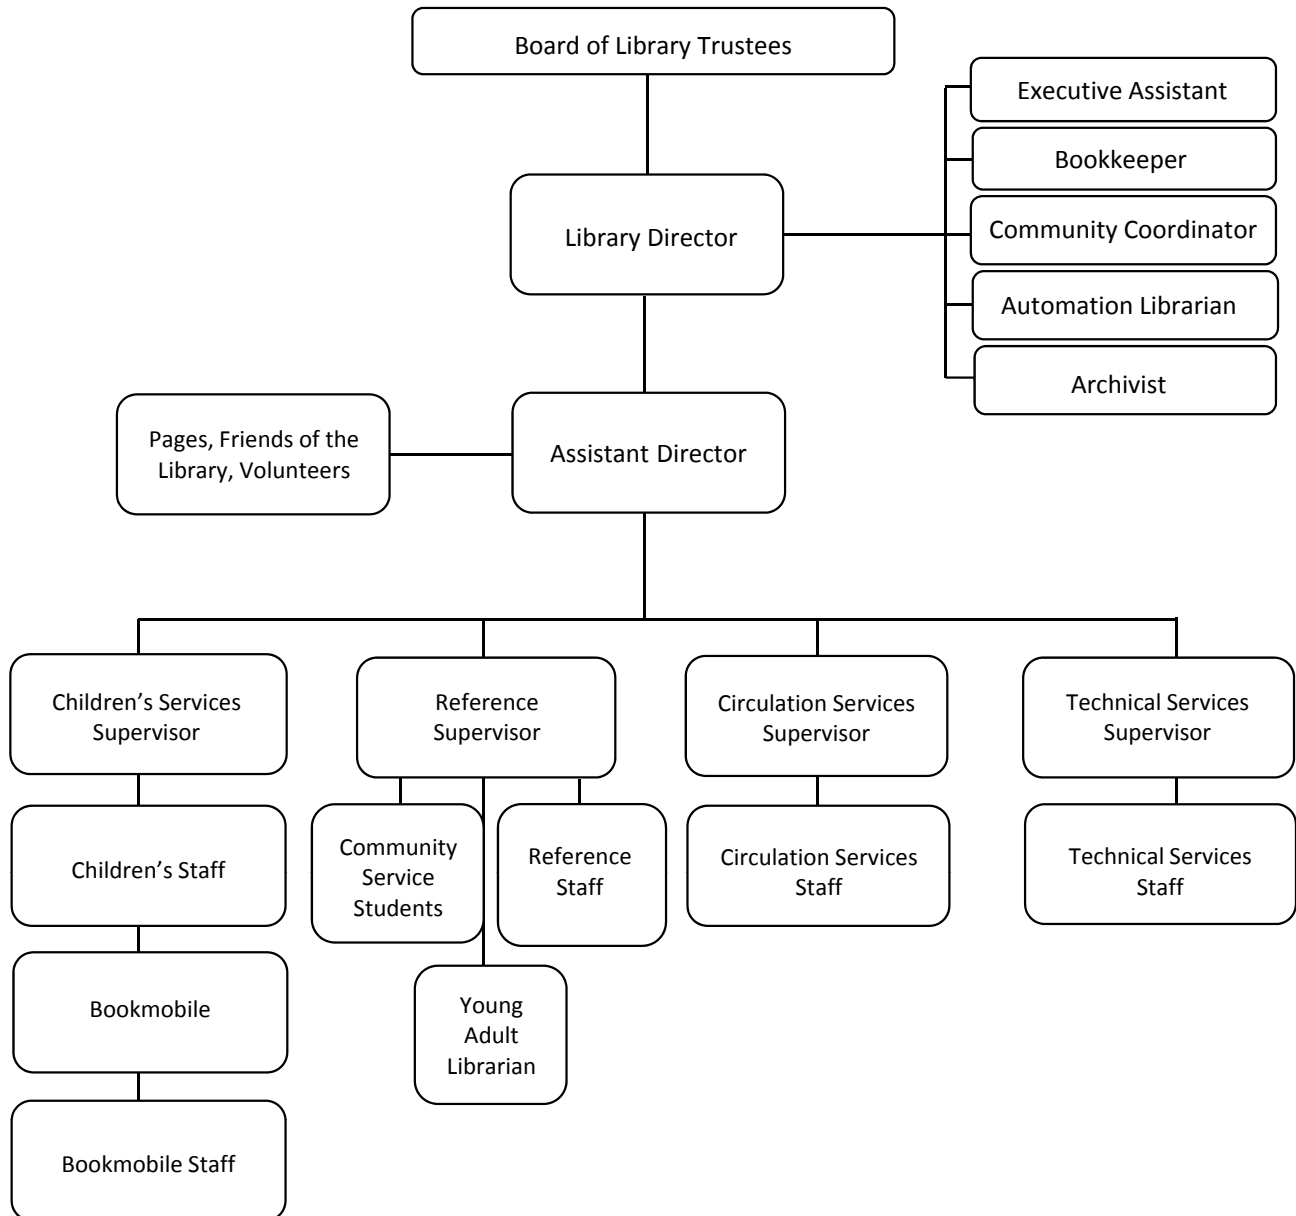 Board of Library Trustees
Executive Assistant
Bookkeeper
Community Coordinator
Library Director
Automation Librarian
Archivist
Pages, Friends of the
Library, Volunteers
Assistant Director
Children’s Services
Supervisor
Reference
Supervisor
Circulation Services
Supervisor
Technical Services
Supervisor
Children’s Staff
Community
Service
Students
Reference
Staff
Circulation Services
Staff
Technical Services
Staff
Bookmobile
Young
Adult
Librarian
Bookmobile Staff